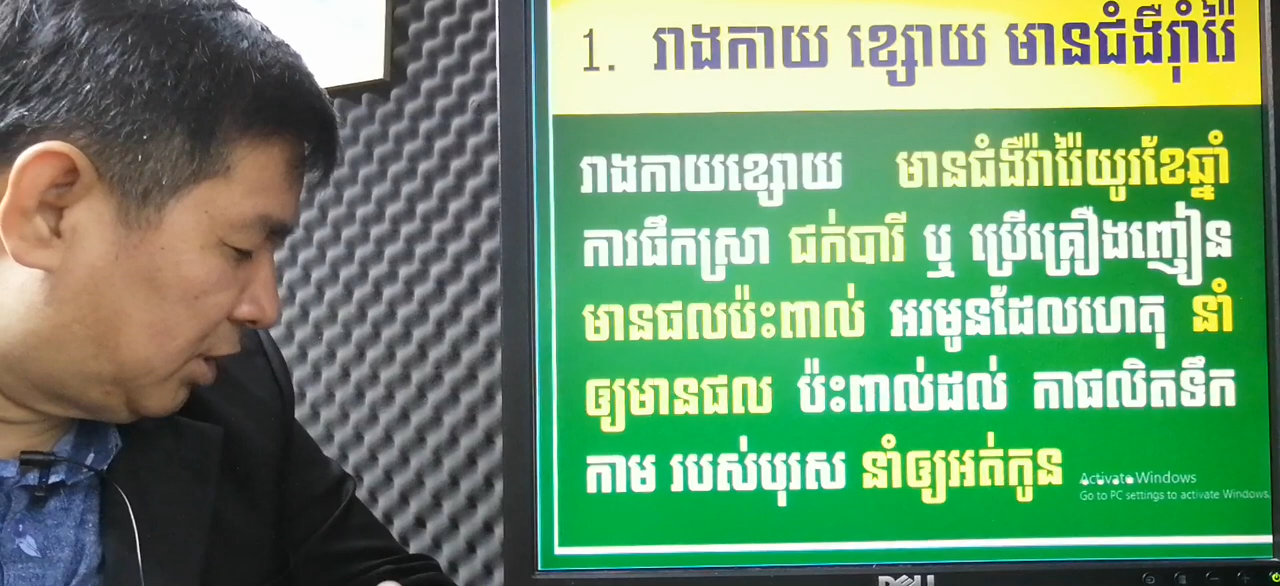 1. រាងកាយ ខ្សោយ មានជំងឺរ៉ាំរ៉ៃ
រាងកាយខ្សោយ មានជំងឺរ៉ារ៉ៃយូរខែឆ្នាំ
ការផឹកស្រា ជក់បារី ឬ ប្រើគ្រឿងញៀន
មានផលប៉ះពាល់ អរមូនដែលហេតុ នាំ
ឲ្យមានផល ប៉ះពាល់ដល់ កាផលិតទឹក
កាម របស់បុរស នាំឲ្យអត់កូន
Activate Windows
Go to PC settings to activate Windows.
DELL